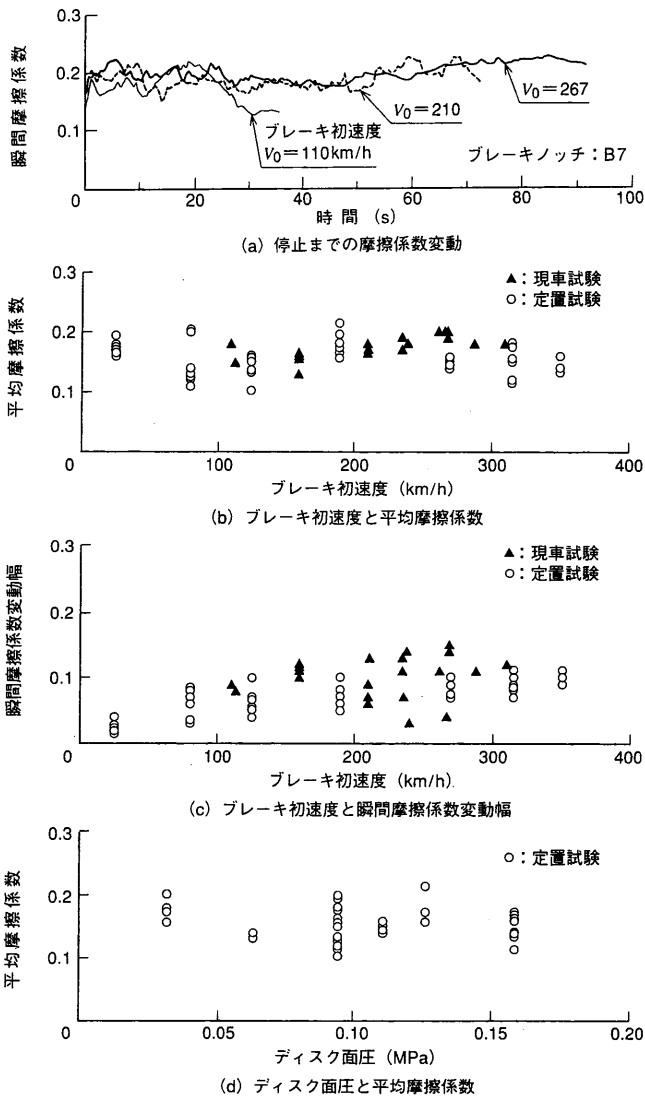 0.3
0.2
0.1
0
瞬間摩擦係数
V₀=267
V₀=210
ブレーキ初速度
V₀=110km/h
ブレーキノッチ：B7
0 20 40 60 80 100
時間 (s)
(a) 停止までの摩擦係数変動
0.3
0.2
0.1
平均摩擦係数
▲：現車試験
○：定置試験
0 100 200 300 400
ブレーキ初速度 (km/h)
(b) ブレーキ初速度と平均摩擦係数
0.3
0.2
0.1
瞬間摩擦係数変動幅
▲：現車試験
○：定置試験
0 100 200 300 400
ブレーキ初速度 (km/h)
(c) ブレーキ初速度と瞬間摩擦係数変動幅
0.3
0.2
0.1
平均摩擦係数
○：定置試験
0 0.05 0.10 0.15 0.20
ディスク面圧 (MPa)
(d) ディスク面圧と平均摩擦係数